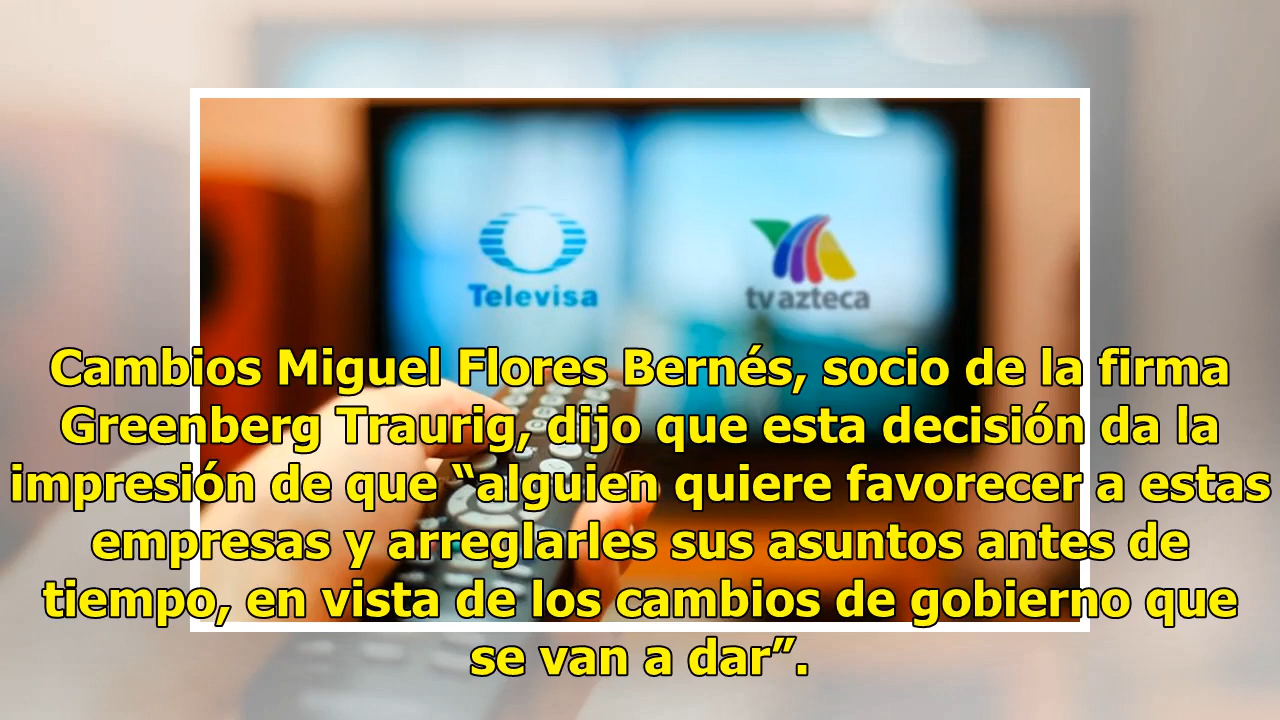 Televisa
tv azteca
Cambios Miguel Flores Bernés, socio de la firma
Greenberg Traurig, dijo que esta decisión da la
impresión de que “alguien quiere favorecer a estas
empresas y arreglarles sus asuntos antes de
tiempo, en vista de los cambios de gobierno que
se van a dar”.